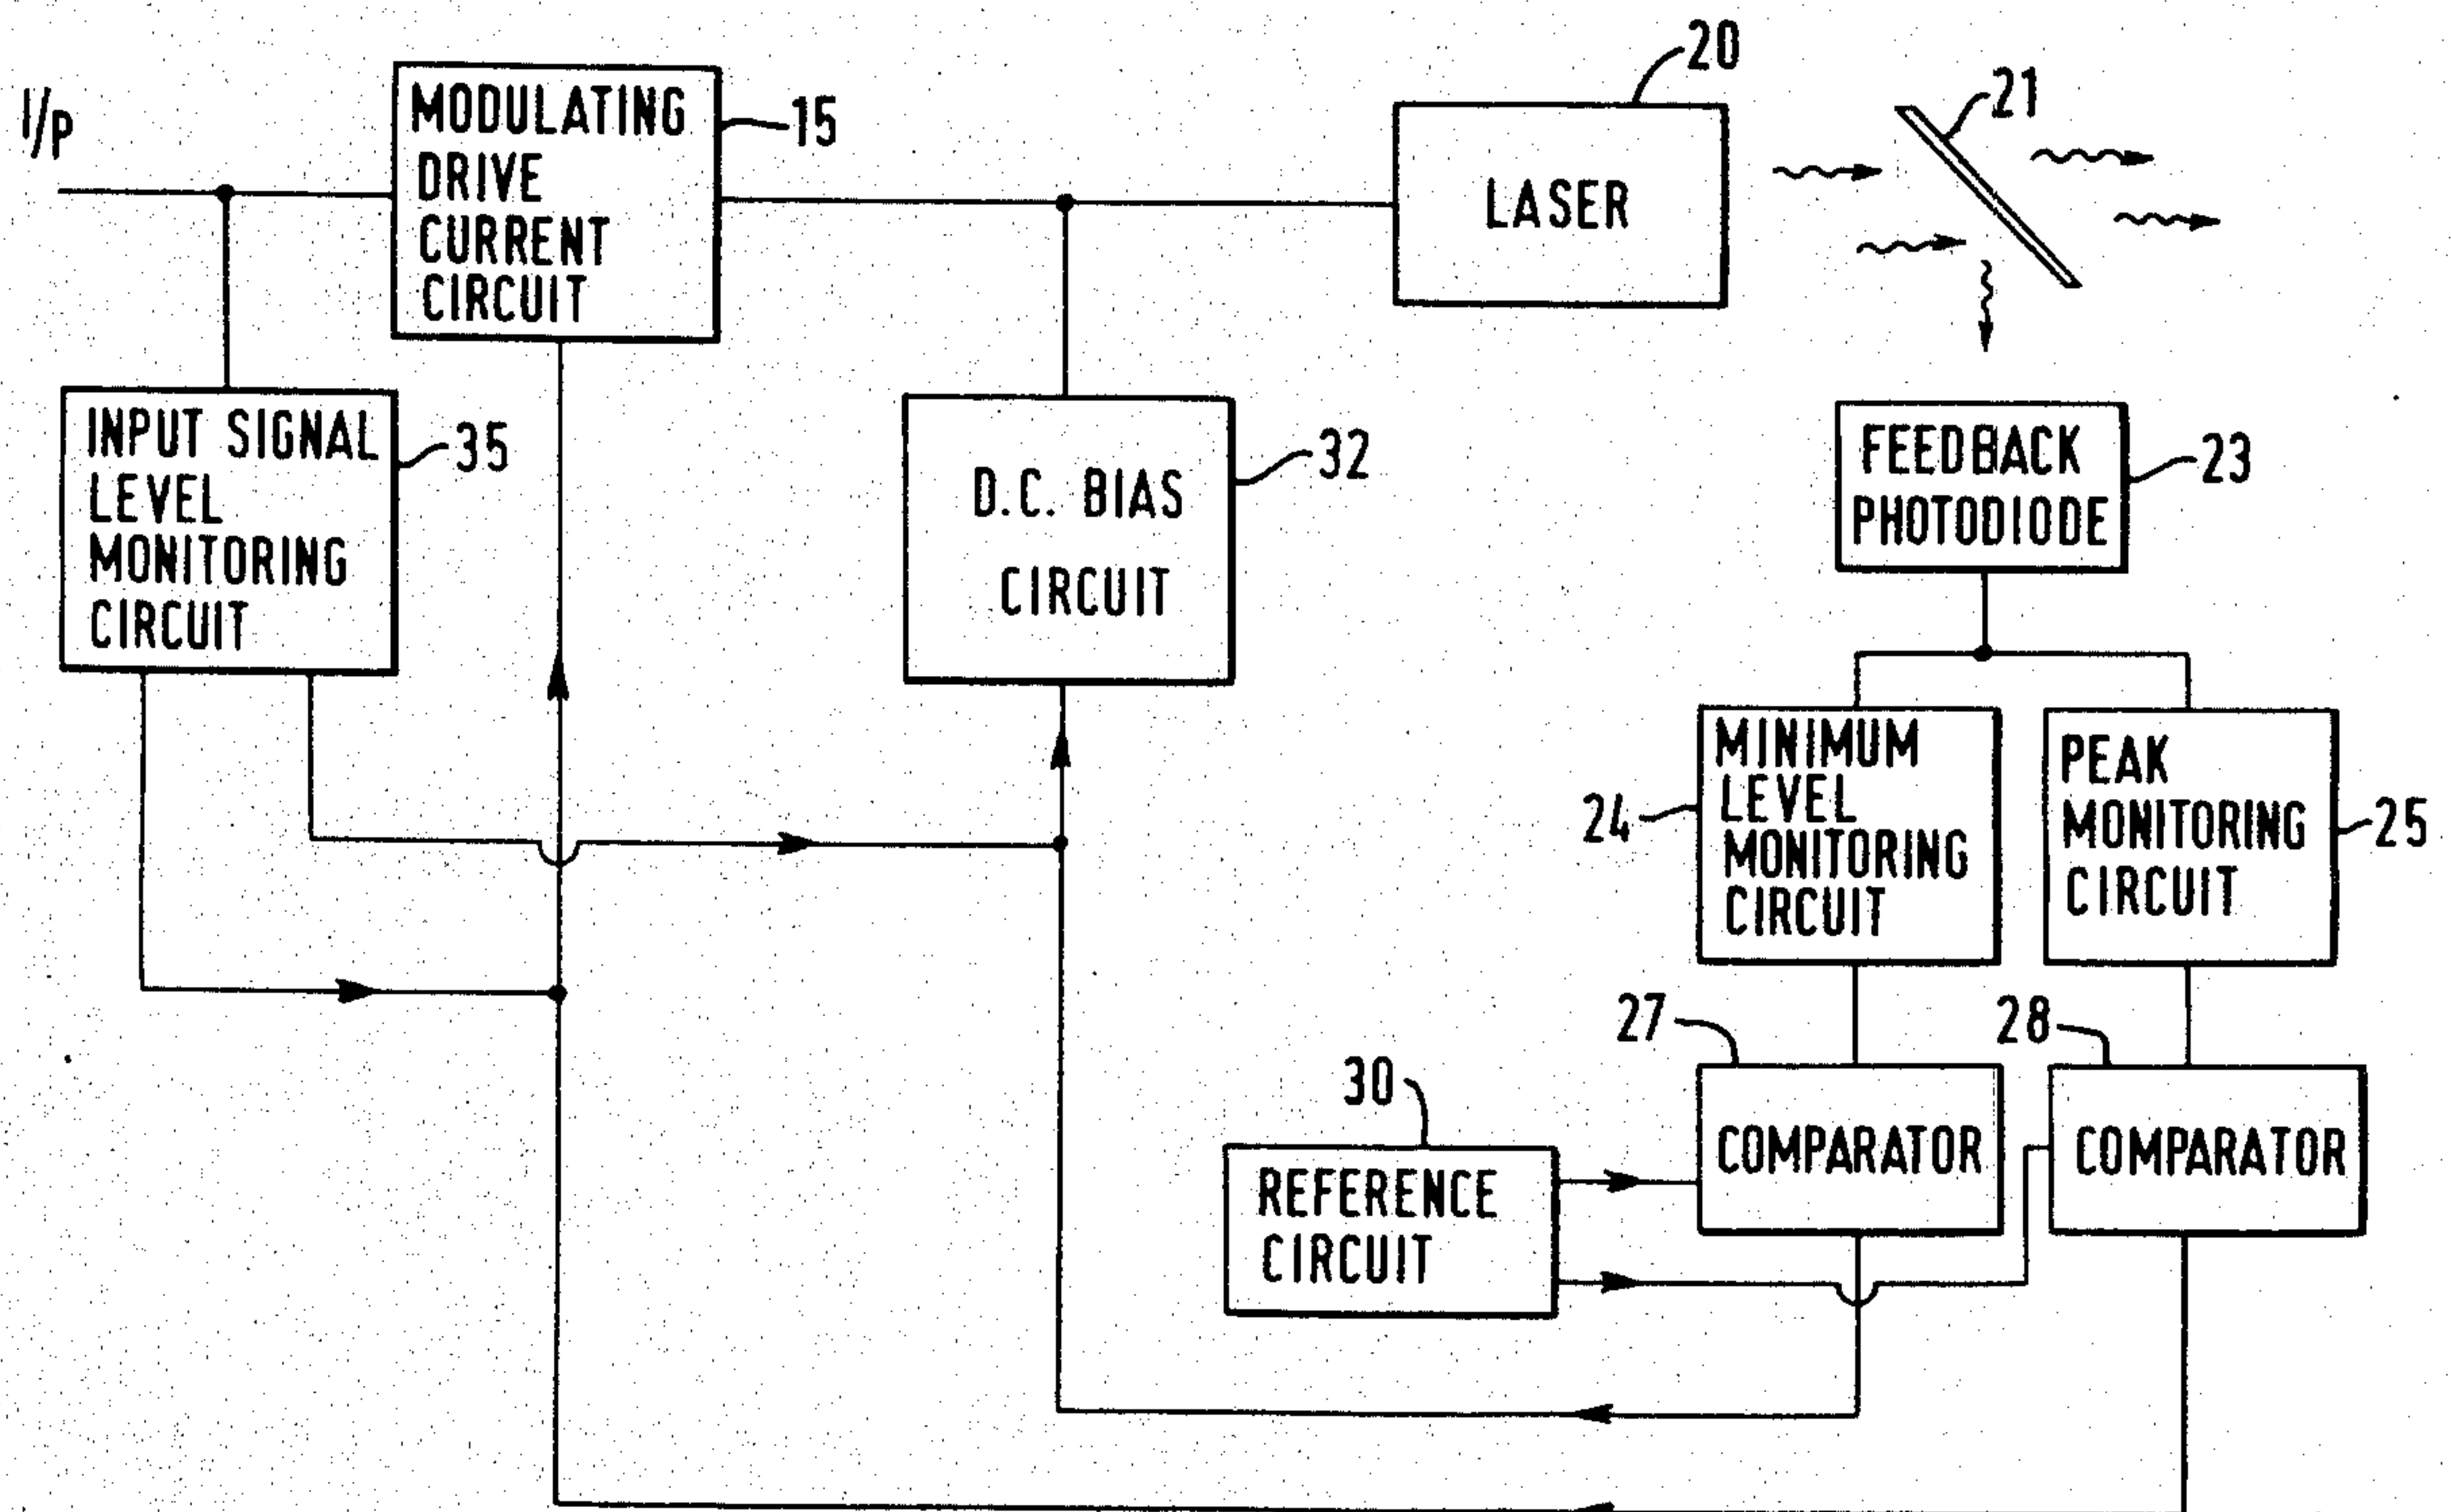 I/P
MODULATING
DRIVE
CURRENT
CIRCUIT
15
LASER
20
21
INPUT SIGNAL
LEVEL
MONITORING
CIRCUIT
35
D.C. BIAS
CIRCUIT
32
FEEDBACK
PHOTODIODE
23
MINIMUM
LEVEL
MONITORING
CIRCUIT
24
PEAK
MONITORING
CIRCUIT
25
27
28
30
COMPARATOR
COMPARATOR
REFERENCE
CIRCUIT